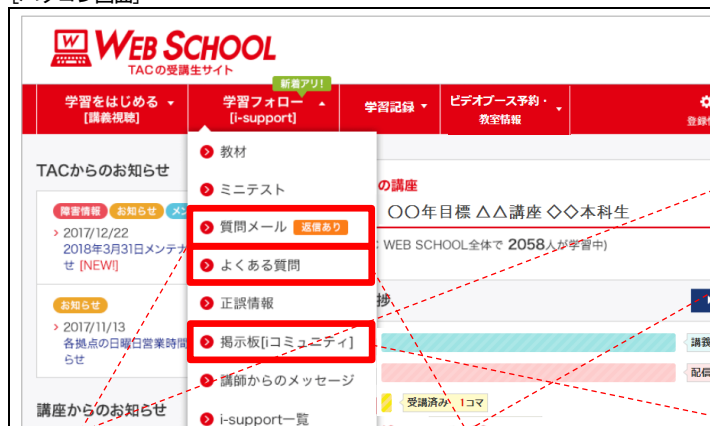 WEB SCHOOL
TACの受講生サイト
新着アリ!
学習をはじめる ▼
[講義視聴]
学習フォロー ▲
[i-support]
学習記録 ▼
ビデオブース予約・
教室情報 ▼
TACからのお知らせ
障害情報 お知らせ
2017/12/22
2018年3月31日メンテナ
せ [NEW!]
お知らせ
2017/11/13
各拠点の日曜日営業時間
らせ
講座からのお知らせ
教材
ミニテスト
質問メール 返信あり
よくある質問
正誤情報
掲示板[iコミュニティ]
講師からのメッセージ
i-support一覧
の講座
〇〇年目標 △△講座 ◇◇本科生
WEB SCHOOL全体で 2058人が学習中)
捗
講義
配信
受講済み 1コマ